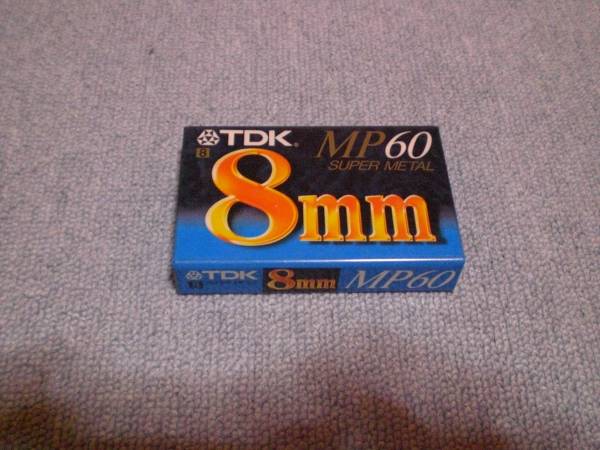 TDK® MP60
8 SUPER METAL
8mm
TDK 8mm MP60
8